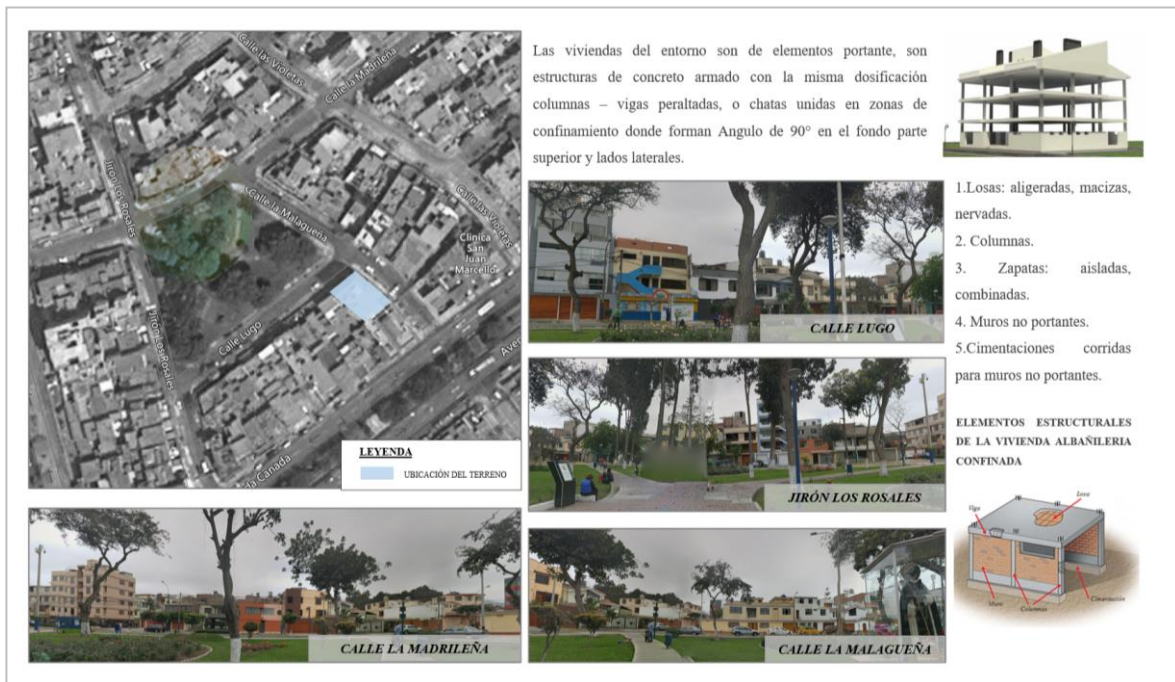 Calle las Violetas
Calle la Madrileña
Jirón Los Rosales
Calle la Malagueña
Calle las Violetas
Clinica
San
Juan
Marcello
Jirón Los Rosales
Calle Lugo
Aver
da Canada
LEYENDA
UBICACIÓN DEL TERRENO
Las viviendas del entorno son de elementos portante, son
estructuras de concreto armado con la misma dosificación
columnas – vigas peraltadas, o chatas unidas en zonas de
confinamiento donde forman Angulo de 90° en el fondo parte
superior y lados laterales.
CALLE LUGO
JIRÓN LOS ROSALES
CALLE LA MADRILEÑA
CALLE LA MALAGUEÑA
1.Losas: aligeradas, macizas,
nervadas.
2. Columnas.
3. Zapatas: aisladas,
combinadas.
4. Muros no portantes.
5.Cimentaciones corridas
para muros no portantes.
ELEMENTOS ESTRUCTURALES
DE LA VIVIENDA ALBAÑILERIA
CONFINADA
Losa
Viga
Muro
Columnas
Cimentación